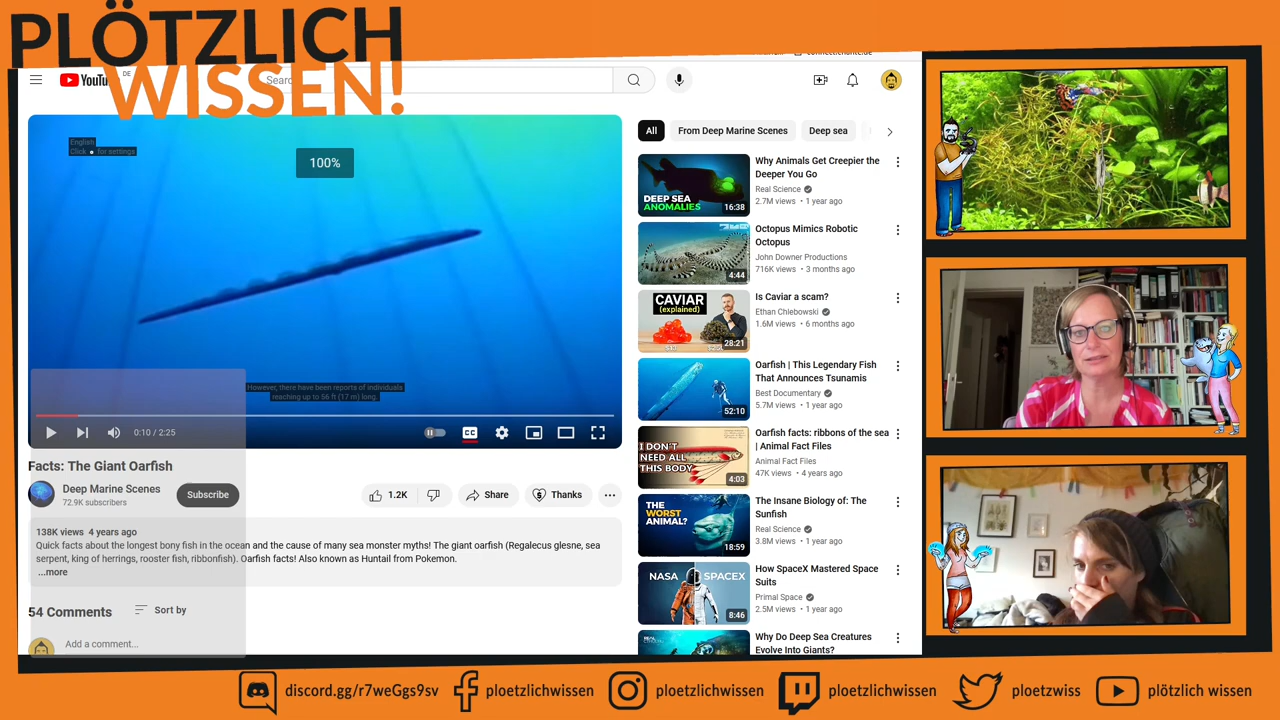 PLÖTZLICH
WISSEN!
DE
Search
English
Click for settings
100%
However, there have been reports of individuals
reaching up to 56 ft (17 m) long.
0:10 / 2:25
CC
Facts: The Giant Oarfish
Deep Marine Scenes
72.9K subscribers
Subscribe
1.2K
Share
Thanks
138K views 4 years ago
Quick facts about the longest bony fish in the ocean and the cause of many sea monster myths! The giant oarfish (Regalecus glesne, sea
serpent, king of herrings, rooster fish, ribbonfish). Oarfish facts! Also known as Huntail from Pokemon.
...more
54 Comments
Sort by
Add a comment...
All
From Deep Marine Scenes
Deep sea
DEEP SEA
ANOMALIES
16:38
Why Animals Get Creepier the
Deeper You Go
Real Science
2.7M views • 1 year ago
4:44
Octopus Mimics Robotic
Octopus
John Downer Productions
716K views • 3 months ago
CAVIAR
(explained)
28:21
Is Caviar a scam?
Ethan Chlebowski
1.6M views • 6 months ago
52:10
Oarfish | This Legendary Fish
That Announces Tsunamis
Best Documentary
5.7M views • 1 year ago
I DON'T
NEED ALL
THIS BODY
4:03
Oarfish facts: ribbons of the sea
| Animal Fact Files
Animal Fact Files
47K views • 4 years ago
THE
WORST
ANIMAL?
18:59
The Insane Biology of: The
Sunfish
Real Science
3.8M views • 1 year ago
NASA
SPACEX
8:46
How SpaceX Mastered Space
Suits
Primal Space
2.5M views • 1 year ago
Why Do Deep Sea Creatures
Evolve Into Giants?
discord.gg/r7weGgs9sv
ploetzlichwissen
ploetzlichwissen
ploetzlichwissen
ploetzwiss
plötzlich wissen